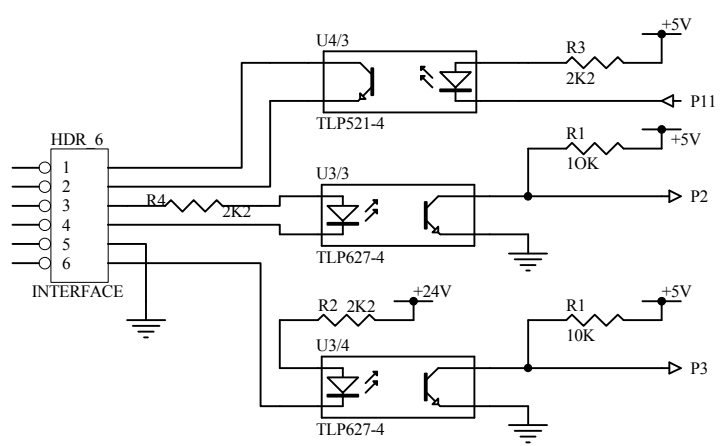 +5V
U4/3
R3
2K2
P11
TLP521-4
HDR_6
R1
10K
+5V
1
2
3
4
5
6
R4
2K2
U3/3
P2
TLP627-4
INTERFACE
+24V
R2 2K2
+5V
R1
10K
U3/4
P3
TLP627-4